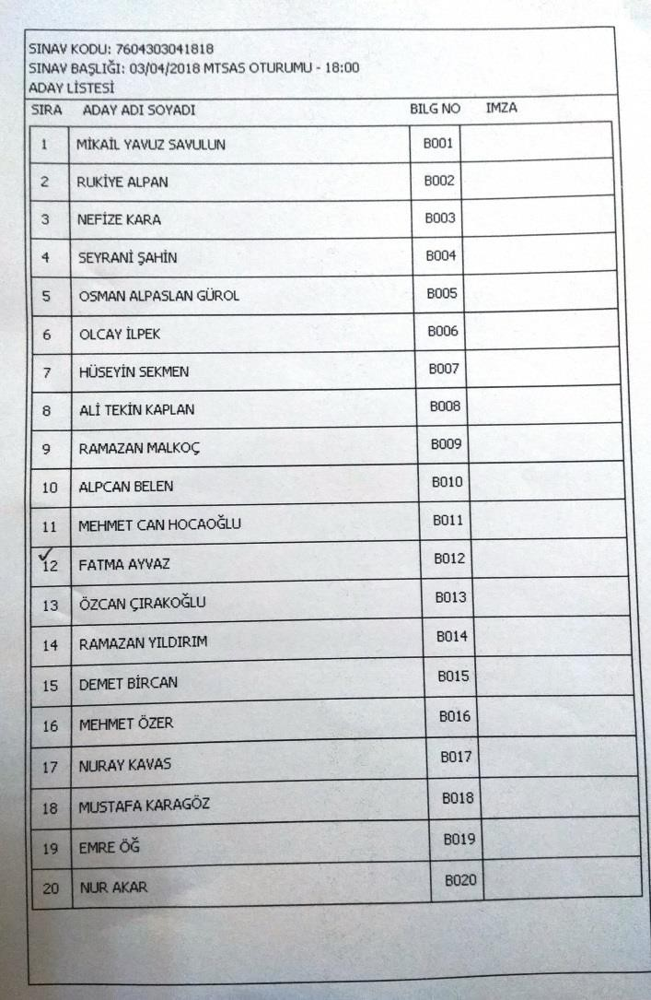 SINAV KODU: 7604303041818
SINAV BAŞLIĞI: 03/04/2018 MTSAS OTURUMU - 18:00
ADAY LİSTESİ
SIRA ADAY ADI SOYADI BILG NO IMZA
1 MİKAİL YAVUZ SAVULUN B001
2 RUKİYE ALPAN B002
3 NEFİZE KARA B003
4 SEYRANİ ŞAHİN B004
5 OSMAN ALPASLAN GÜROL B005
6 OLCAY İLPEK B006
7 HÜSEYİN SEKMEN B007
8 ALİ TEKİN KAPLAN B008
9 RAMAZAN MALKOÇ B009
10 ALPCAN BELEN B010
11 MEHMET CAN HOCAOĞLU B011
12 FATMA AYVAZ B012
13 ÖZCAN ÇIRAKOĞLU B013
14 RAMAZAN YILDIRIM B014
15 DEMET BİRCAN B015
16 MEHMET ÖZER B016
17 NURAY KAVAS B017
18 MUSTAFA KARAGÖZ B018
19 EMRE ÖĞ B019
20 NUR AKAR B020